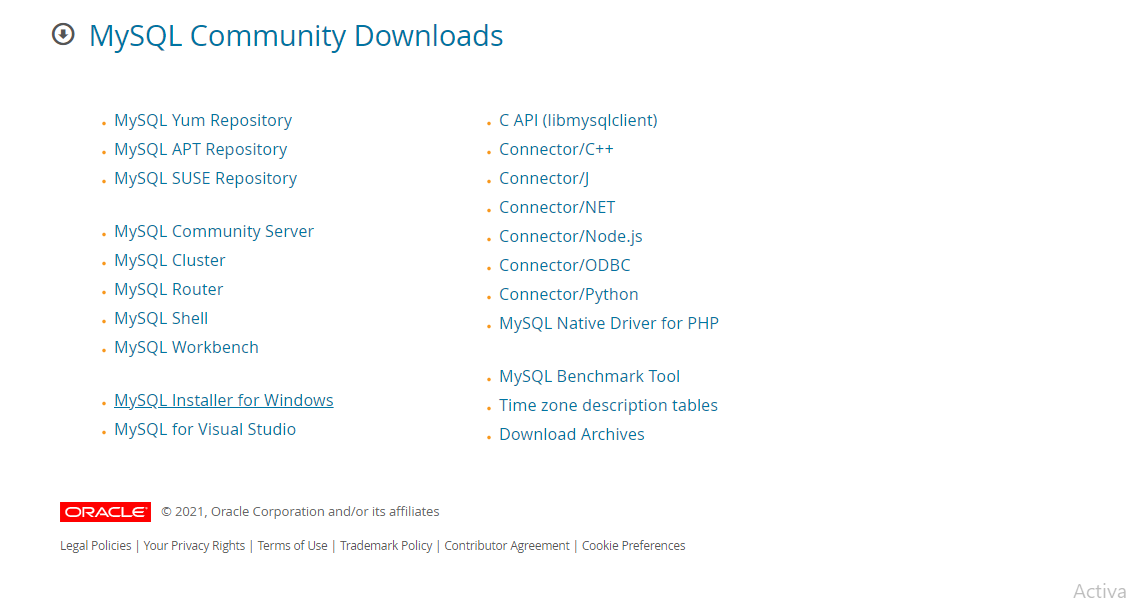 MySQL Community Downloads
MySQL Yum Repository
MySQL APT Repository
MySQL SUSE Repository
MySQL Community Server
MySQL Cluster
MySQL Router
MySQL Shell
MySQL Workbench
MySQL Installer for Windows
MySQL for Visual Studio
C API (libmysqlclient)
Connector/C++
Connector/J
Connector/NET
Connector/Node.js
Connector/ODBC
Connector/Python
MySQL Native Driver for PHP
MySQL Benchmark Tool
Time zone description tables
Download Archives
ORACLE © 2021, Oracle Corporation and/or its affiliates
Legal Policies | Your Privacy Rights | Terms of Use | Trademark Policy | Contributor Agreement | Cookie Preferences
Activa